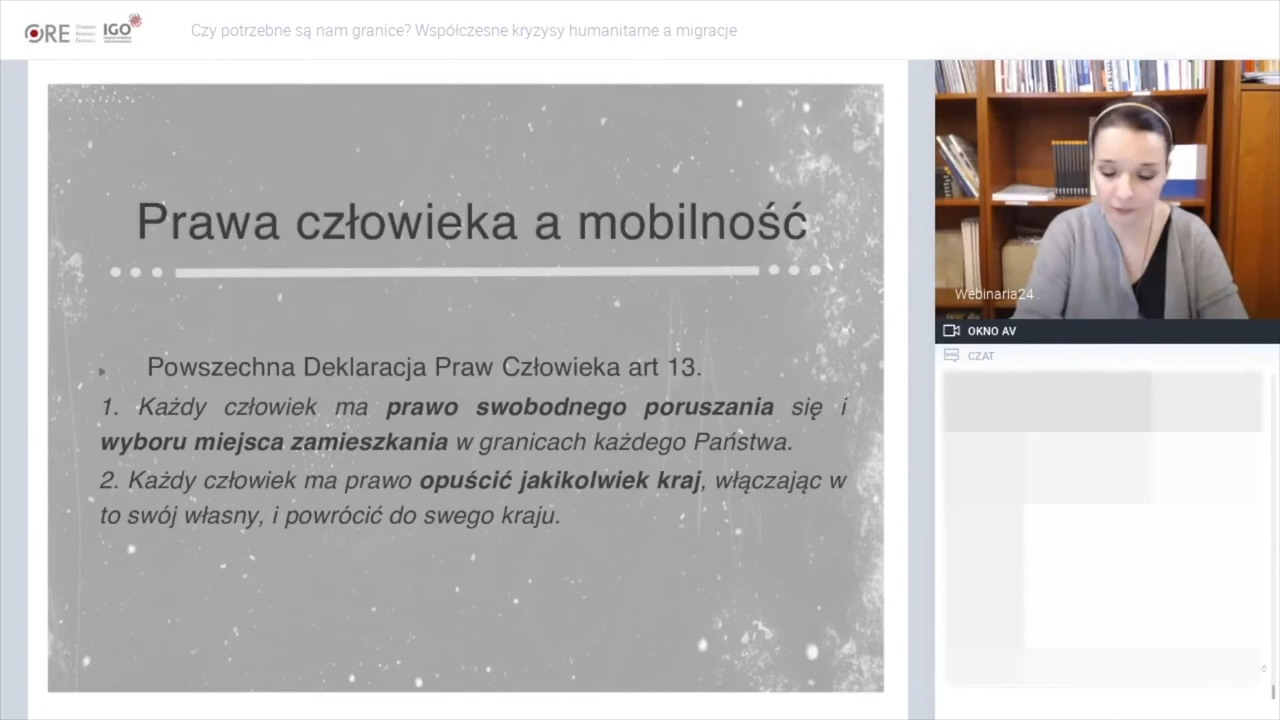 ORE
IGO
Czy potrzebne są nam granice? Współczesne kryzysy humanitarne a migracje
Prawa człowieka a mobilność
Powszechna Deklaracja Praw Człowieka art 13.
1. Każdy człowiek ma prawo swobodnego poruszania się i
wyboru miejsca zamieszkania w granicach każdego Państwa.
2. Każdy człowiek ma prawo opuścić jakikolwiek kraj, włączając w
to swój własny, i powrócić do swego kraju.
Webinaria24 .
OKNO AV
CZAT